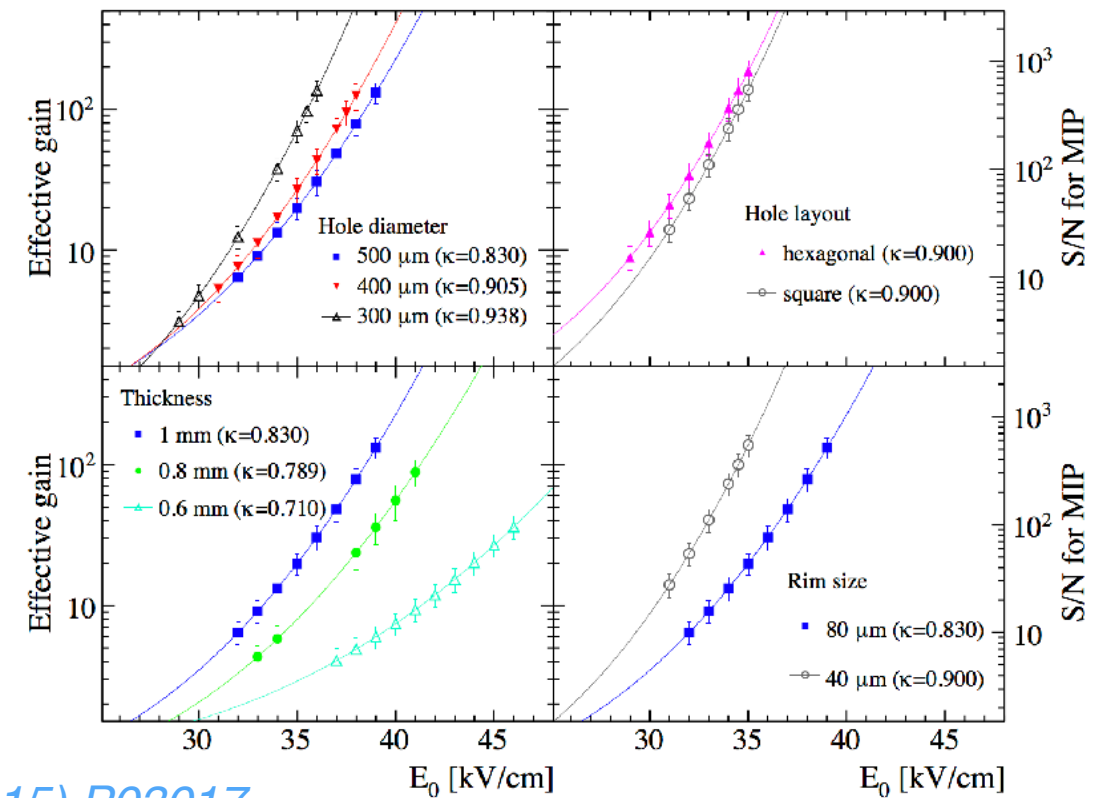 Effective gain
10²
10
Hole diameter
500 μm (κ=0.830)
400 μm (κ=0.905)
300 μm (κ=0.938)
Hole layout
hexagonal (κ=0.900)
square (κ=0.900)
10³
10²
10
S/N for MIP
Effective gain
10²
10
Thickness
1 mm (κ=0.830)
0.8 mm (κ=0.789)
0.6 mm (κ=0.710)
Rim size
80 μm (κ=0.830)
40 μm (κ=0.900)
10³
10²
10
S/N for MIP
30 35 40 45
30 35 40 45
E₀ [kV/cm]
E₀ [kV/cm]